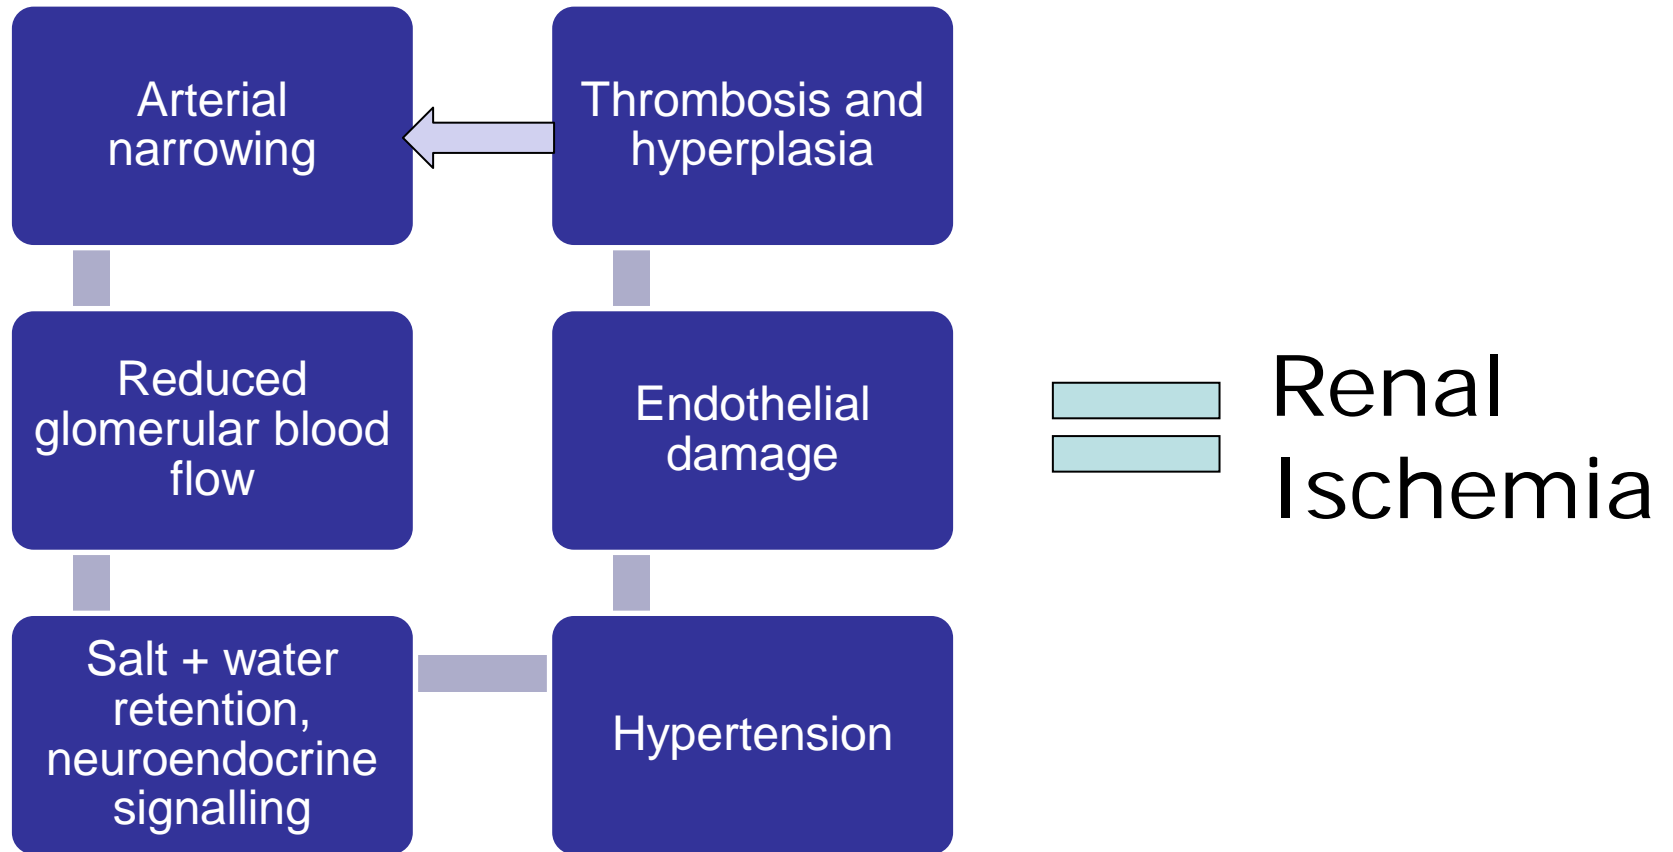 Arterial
narrowing
Thrombosis and
hyperplasia
Reduced
glomerular blood
flow
Endothelial
damage
Salt + water
retention,
neuroendocrine
signalling
Hypertension
Renal
Ischemia